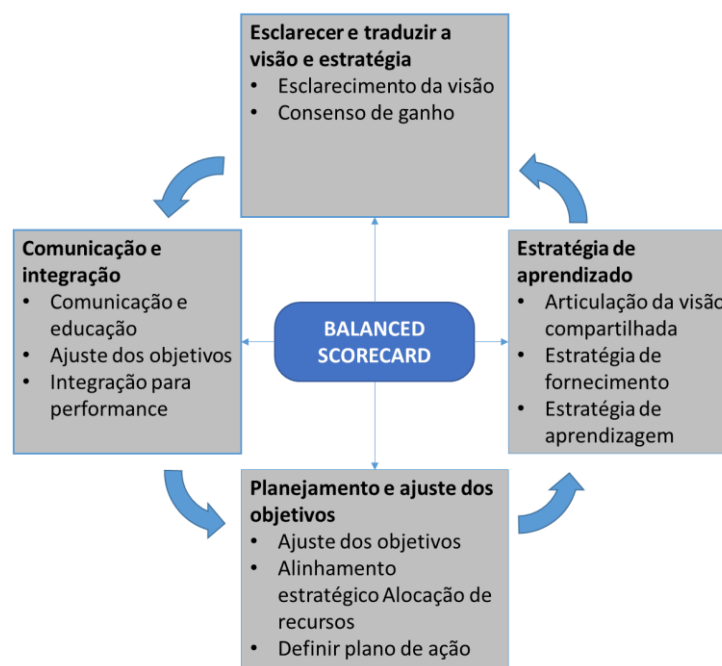 Esclarecer e traduzir a
visão e estratégia
• Esclarecimento da visão
• Consenso de ganho
Comunicação e
integração
• Comunicação e
educação
• Ajuste dos objetivos
• Integração para
performance
BALANCED
SCORECARD
Estratégia de
aprendizado
• Articulação da visão
compartilhada
• Estratégia de
fornecimento
• Estratégia de
aprendizagem
Planejamento e ajuste dos
objetivos
• Ajuste dos objetivos
• Alinhamento
estratégico Alocação de
recursos
• Definir plano de ação